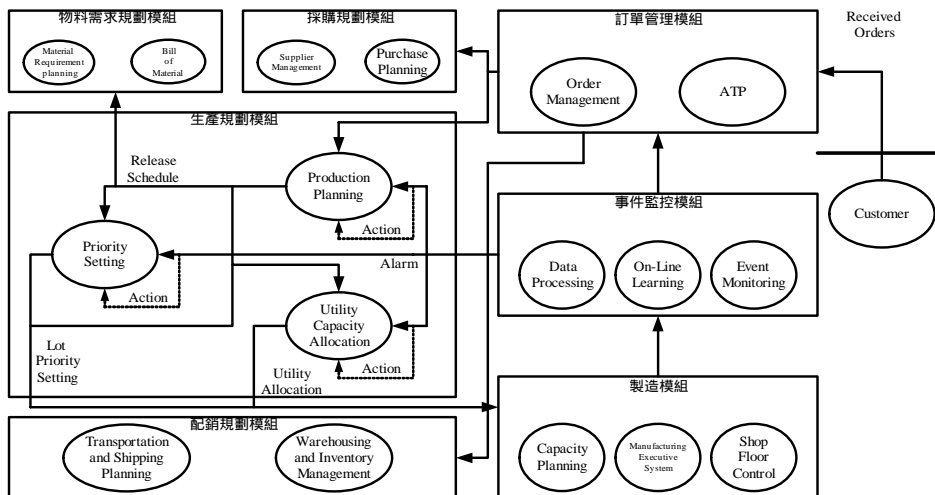 物料需求規劃模組
Material
Requirement
planning
Bill
of
Material
採購規劃模組
Supplier
Management
Purchase
Planning
訂單管理模組
Order
Management
ATP
Received
Orders
Customer
生產規劃模組
Release
Schedule
Production
Planning
Action
Priority
Setting
Action
Alarm
Utility
Capacity
Allocation
Action
Lot
Priority
Setting
Utility
Allocation
事件監控模組
Data
Processing
On-Line
Learning
Event
Monitoring
製造模組
Capacity
Planning
Manufacturing
Executive
System
Shop
Floor
Control
配銷規劃模組
Transportation
and Shipping
Planning
Warehousing
and Inventory
Management